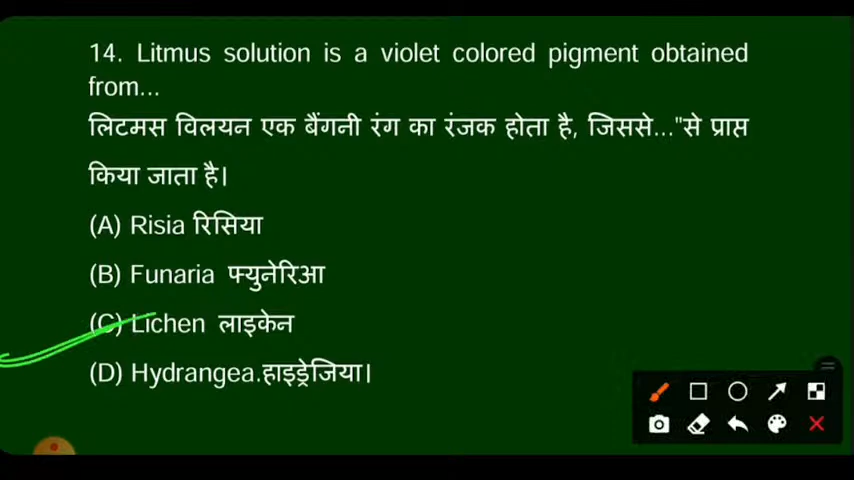 14. Litmus solution is a violet colored pigment obtained
from...
लिटमस विलयन एक बैंगनी रंग का रंजक होता है, जिससे..."से प्राप्त
किया जाता है।
(A) Risia रिसिया
(B) Funaria फ्युनेरिआ
(C) Lichen लाइकेन
(D) Hydrangea.हाइड्रेजिया।